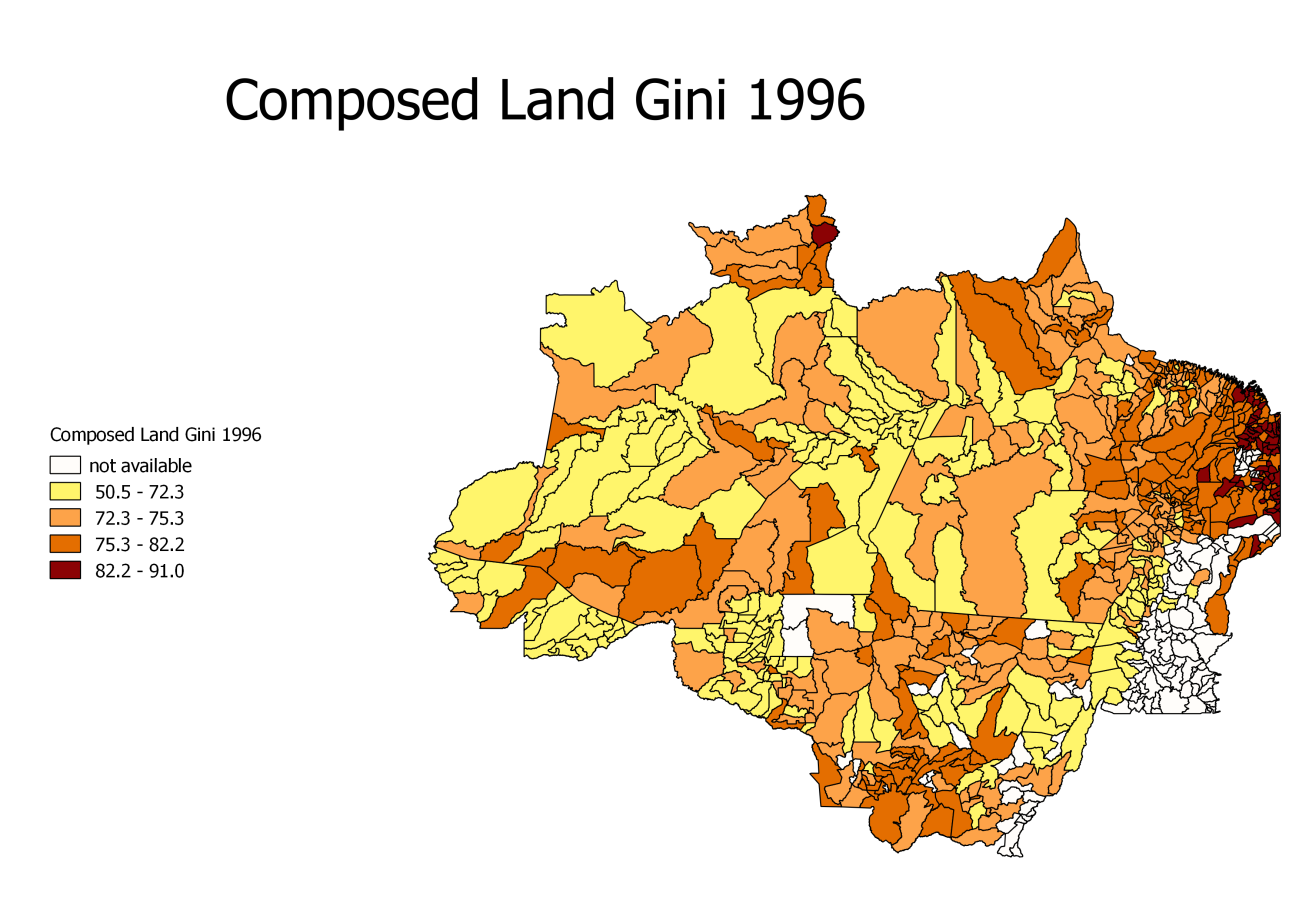 Composed Land Gini 1996
Composed Land Gini 1996
not available
50.5 - 72.3
72.3 - 75.3
75.3 - 82.2
82.2 - 91.0